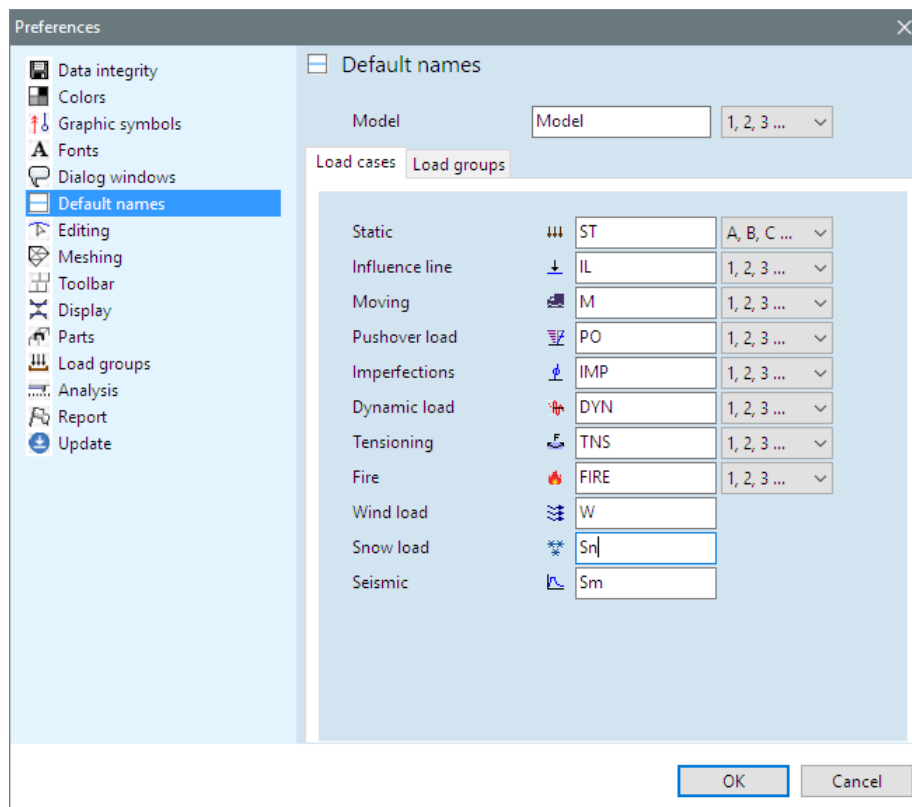 Preferences
Data integrity
Colors
Graphic symbols
Fonts
Dialog windows
Default names
Editing
Meshing
Toolbar
Display
Parts
Load groups
Analysis
Report
Update
Default names
Model Model 1, 2, 3 ...
Load cases Load groups
Static ST A, B, C ...
Influence line IL 1, 2, 3 ...
Moving M 1, 2, 3 ...
Pushover load PO 1, 2, 3 ...
Imperfections IMP 1, 2, 3 ...
Dynamic load DYN 1, 2, 3 ...
Tensioning TNS 1, 2, 3 ...
Fire FIRE 1, 2, 3 ...
Wind load W
Snow load Sn
Seismic Sm
OK Cancel